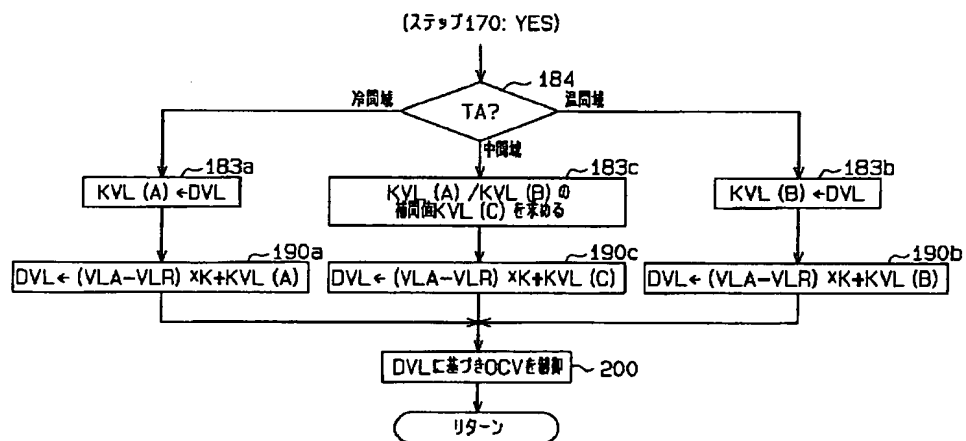 (ステップ170: YES)
184
冷間域
TA?
温間域
中間域
183a
KVL (A) ←DVL
183c
KVL (A) /KVL (B) の
補間値KVL (C) を求める
183b
KVL (B) ←DVL
190a
DVL← (VLA-VLR) ×K+KVL (A)
190c
DVL← (VLA-VLR) ×K+KVL (C)
190b
DVL← (VLA-VLR) ×K+KVL (B)
DVLに基づきOCVを制御
200
リターン